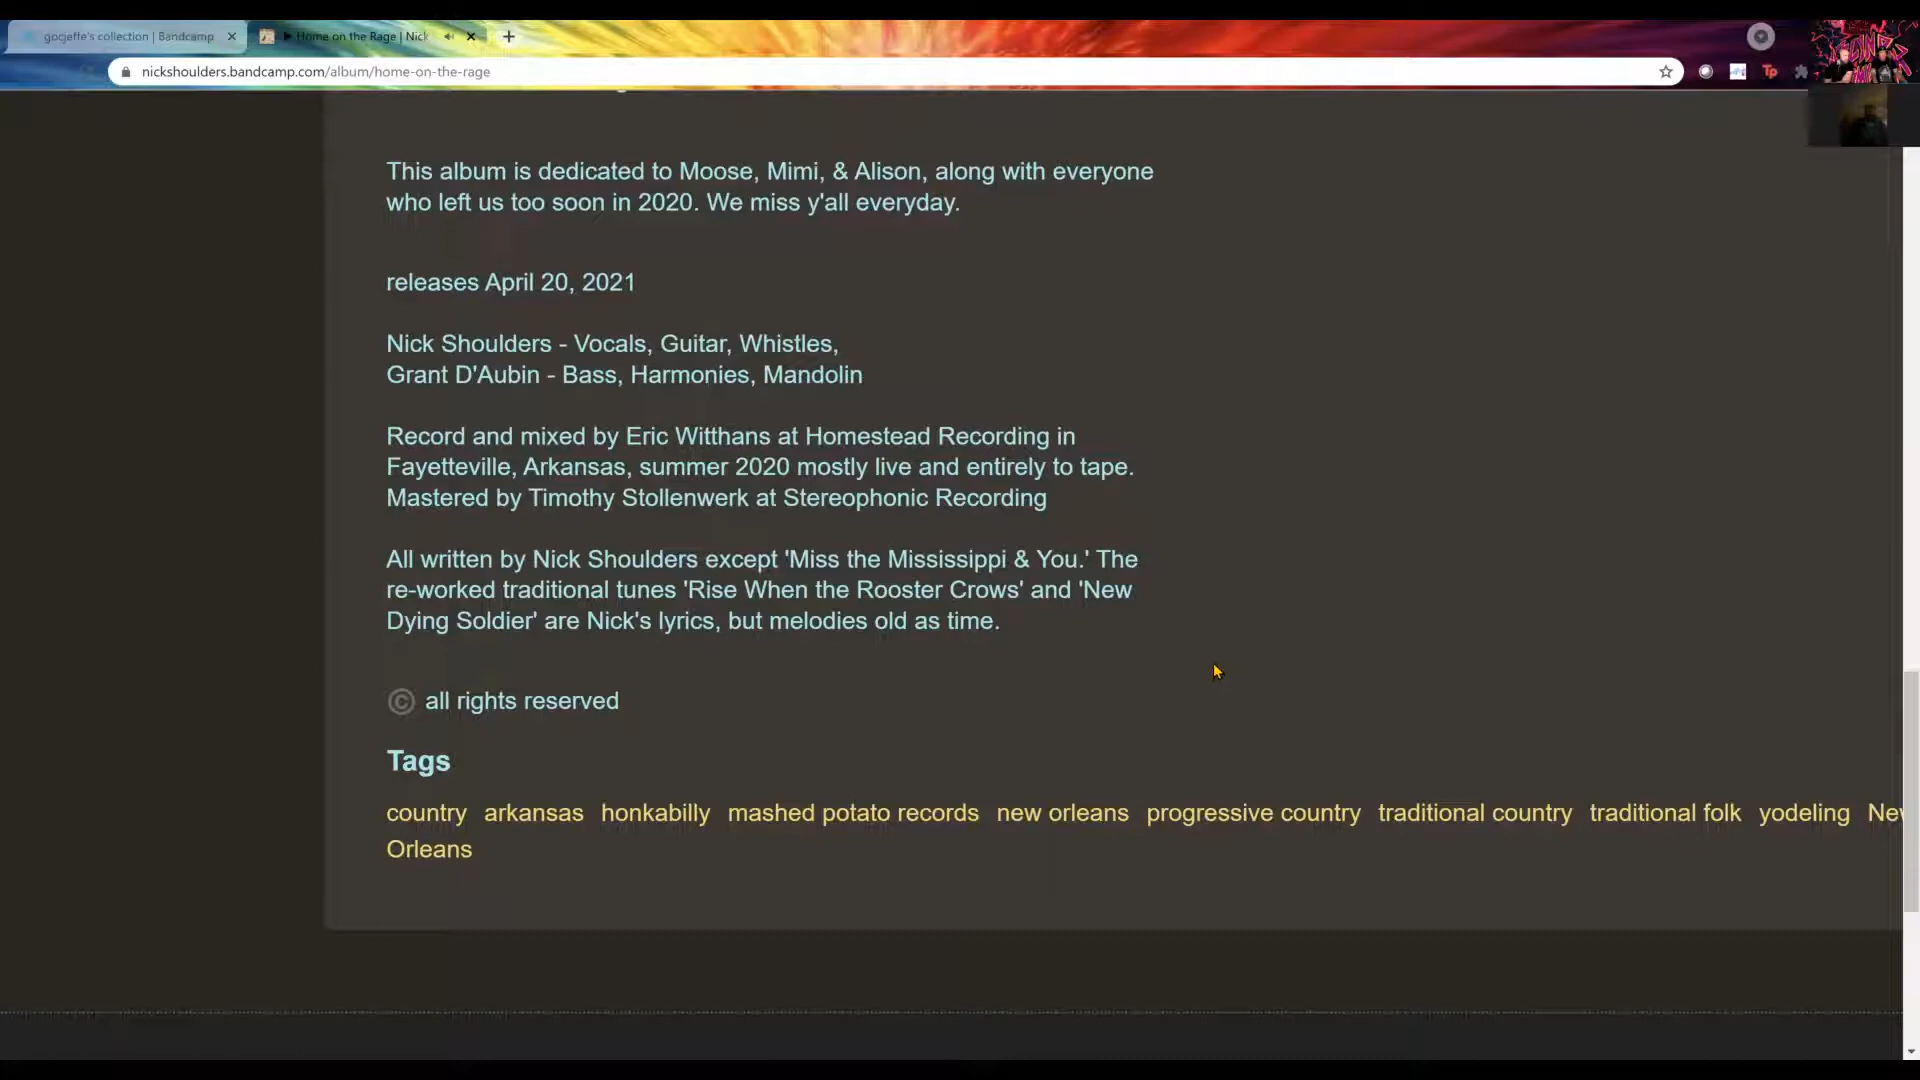 gocjeffe's collection | Bandcamp
Home on the Rage | Nick
nickshoulders.bandcamp.com/album/home-on-the-rage
Tp
This album is dedicated to Moose, Mimi, & Alison, along with everyone
who left us too soon in 2020. We miss y'all everyday.
releases April 20, 2021
Nick Shoulders - Vocals, Guitar, Whistles,
Grant D'Aubin - Bass, Harmonies, Mandolin
Record and mixed by Eric Witthans at Homestead Recording in
Fayetteville, Arkansas, summer 2020 mostly live and entirely to tape.
Mastered by Timothy Stollenwerk at Stereophonic Recording
All written by Nick Shoulders except 'Miss the Mississippi & You.' The
re-worked traditional tunes 'Rise When the Rooster Crows' and 'New
Dying Soldier' are Nick's lyrics, but melodies old as time.
© all rights reserved
Tags
country arkansas honkabilly mashed potato records new orleans progressive country traditional country traditional folk yodeling New
Orleans